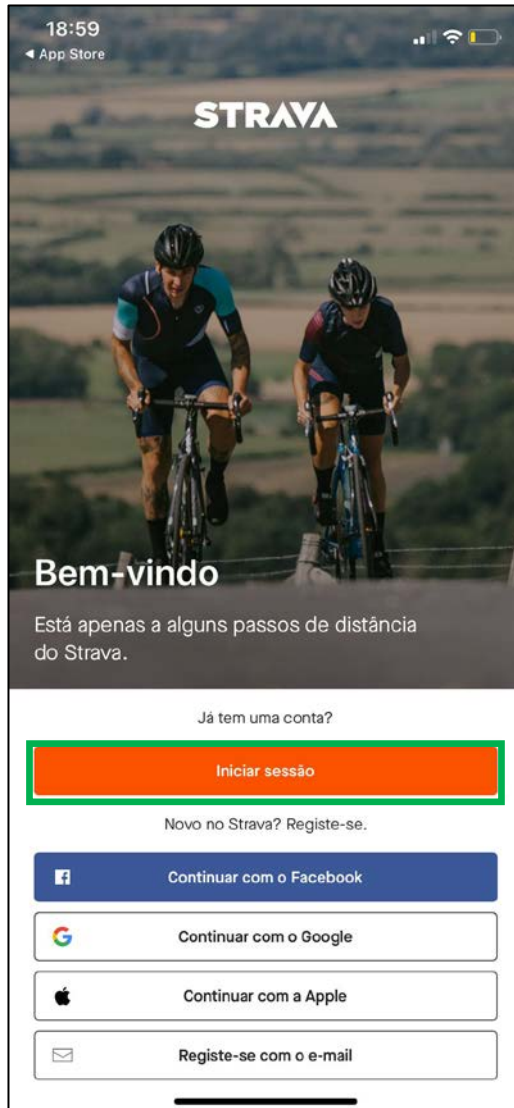 18:59
◀ App Store
STRAVA
Bem-vindo
Está apenas a alguns passos de distância
do Strava.
Já tem uma conta?
Iniciar sessão
Novo no Strava? Registe-se.
Continuar com o Facebook
Continuar com o Google
Continuar com a Apple
Registe-se com o e-mail